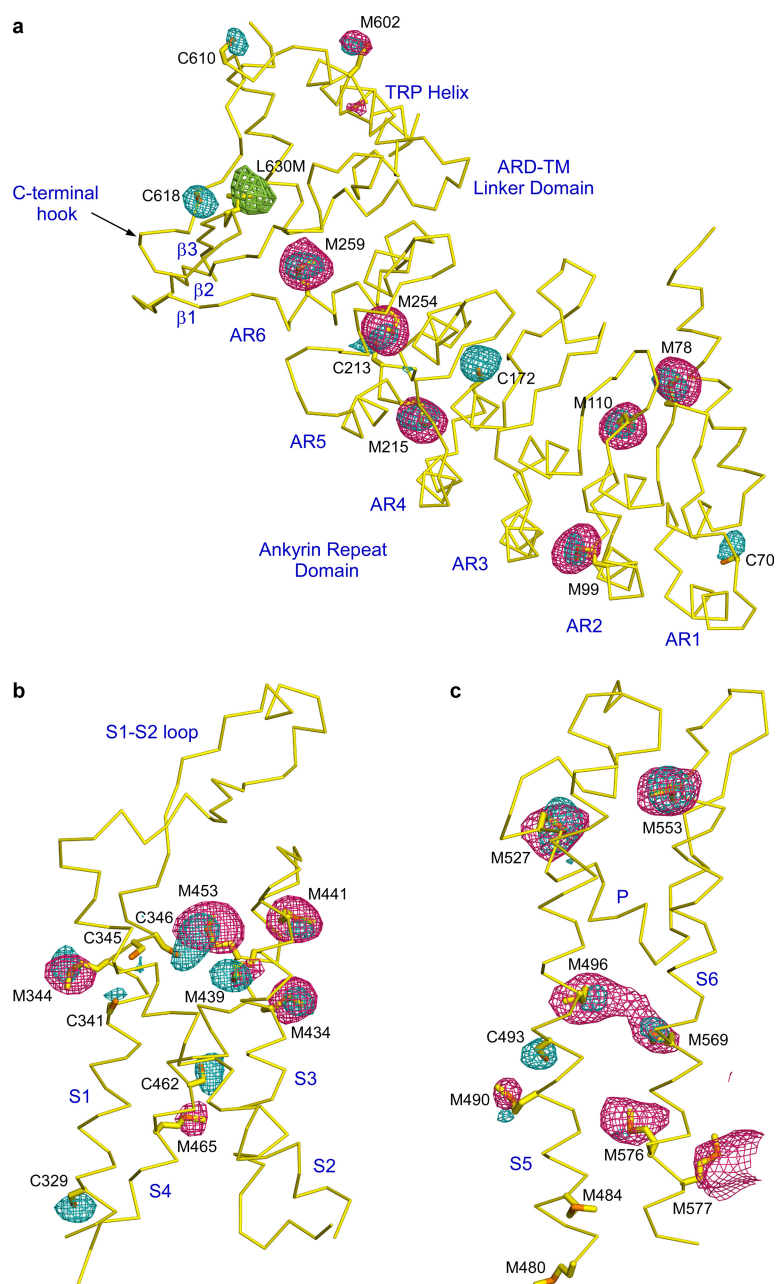 a
M602
C610
TRP Helix
L630M
ARD-TM
Linker Domain
C618
C-terminal
hook
β3
M259
β2
M254
β1
AR6
M78
C213
C172
M110
M215
AR5
AR4
Ankyrin Repeat
Domain
AR3
C70
M99
AR2
AR1
b
S1-S2 loop
M453
C346
M441
C345
M344
M439
C341
M434
C462
S3
S1
M465
S2
C329
S4
c
M553
M527
P
M496
S6
C493
M569
M490
M576
S5
M577
M484
M480